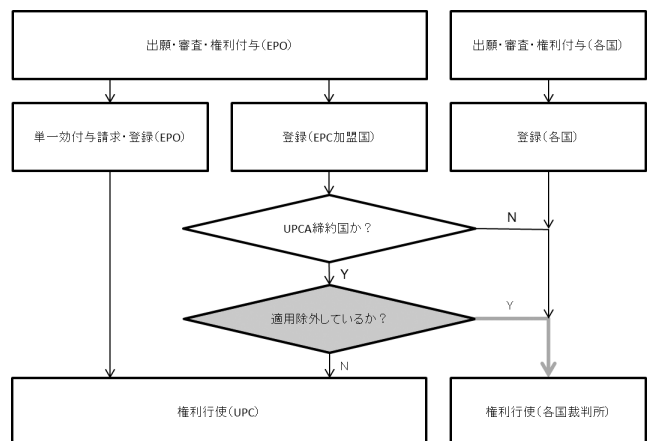 出願・審査・権利付与(EPO)
出願・審査・権利付与(各国)
単一効付与請求・登録(EPO)
登録(EPC加盟国)
登録(各国)
UPCA締約国か？
N
Y
適用除外しているか？
Y
N
権利行使(UPC)
権利行使(各国裁判所)